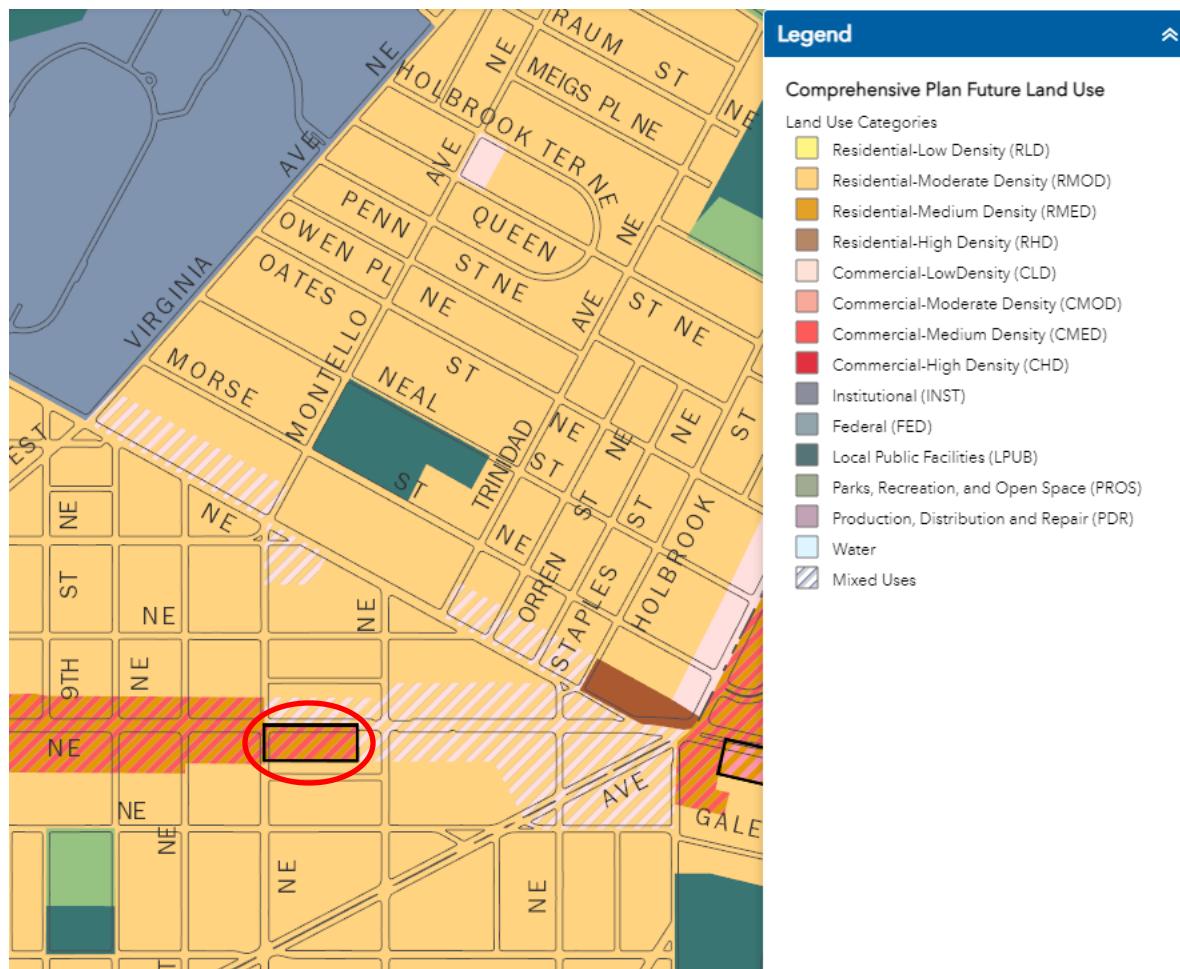 Legend
Comprehensive Plan Future Land Use
Land Use Categories
Residential-Low Density (RLD)
Residential-Moderate Density (RMOD)
Residential-Medium Density (RMED)
Residential-High Density (RHD)
Commercial-LowDensity (CLD)
Commercial-Moderate Density (CMOD)
Commercial-Medium Density (CMED)
Commercial-High Density (CHD)
Institutional (INST)
Federal (FED)
Local Public Facilities (LPUB)
Parks, Recreation, and Open Space (PROS)
Production, Distribution and Repair (PDR)
Water
Mixed Uses
RAUM ST NE
MEIGS PL NE
HOLBROOK TER NE
NE
NE
AVE
AVE
PENN
QUEEN
NE
OWEN PL
ST NE
OATES
NE
AVE
ST NE
VIRGINIA
MONTELLO
ST
MORSE
NEAL
NE
NE
ST
NE
EST
ST
TRINIDAD
ST
NE
NE
ST
ST
HOLBROOK
NE
ST
ORREN
STAPLES
NE
NE
9TH
NE
NE
AVE
NE
GALE
NE
NE
NE